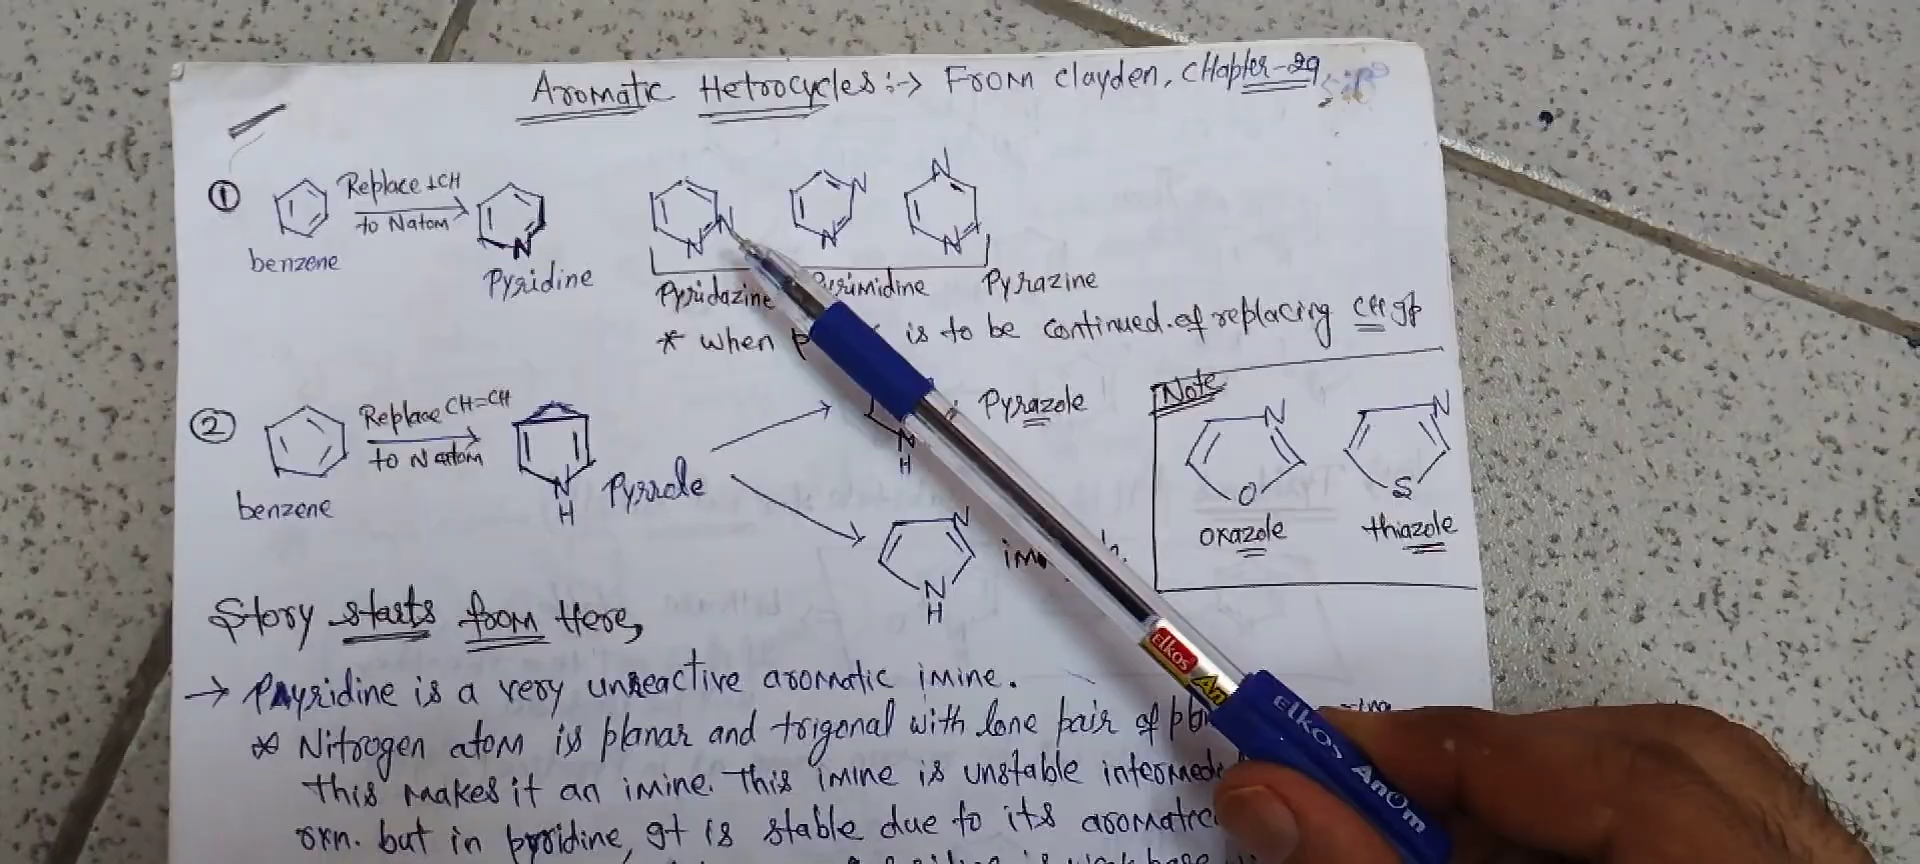 Aromatic Hetrocycles :-> From Clayden, CHapter-29,
① Replace 1CH
to N atom
benzene
Pyridine
N N
N N
N N
Pyridazine Pyrimidine Pyrazine
* when is to be continued. of replacing CH gp
② Replace CH=CH
to N atom
benzene
N
H
Pyrrole
N
H
Pyrazole
N
N
H
Note
N
O
oxazole
N
S
thiazole
Story starts from Here,
→ Pyridine is a very unreactive aromatic imine.
* Nitrogen atom is planar and trigonal with lone pair of
this makes it an imine. This imine is unstable
rxn. but in pyridine, It is stable due to its
elkos
Elkos Anom